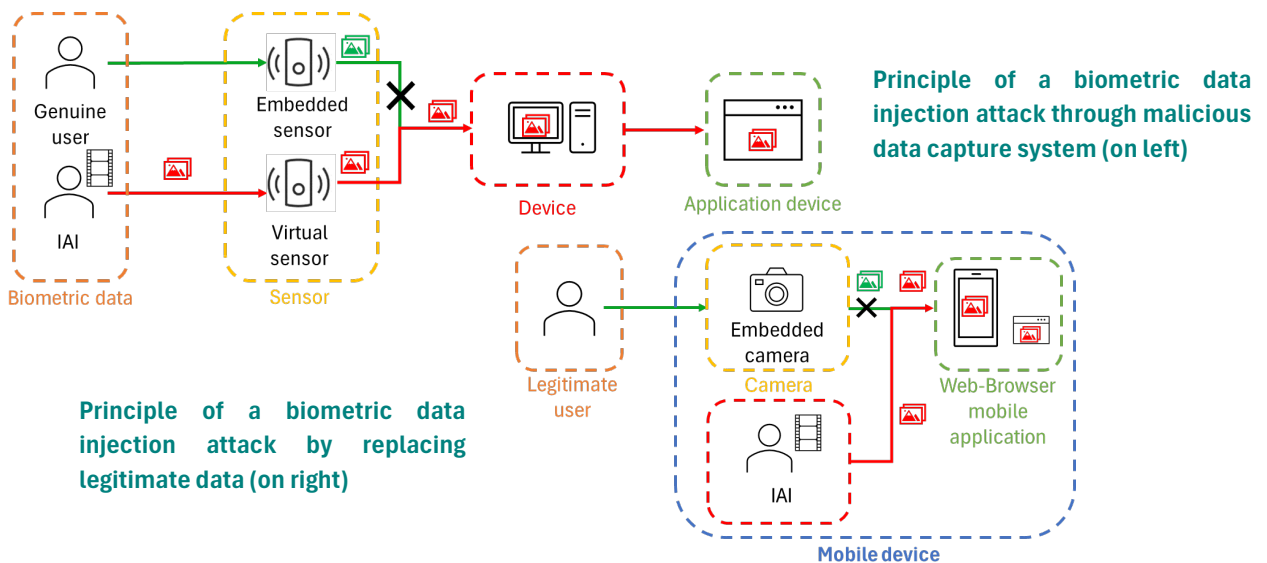 Genuine
user
IAI
Biometric data
Embedded
sensor
Virtual
sensor
Sensor
Device
Application device
Principle of a biometric data
injection attack through malicious
data capture system (on left)
Principle of a biometric data
injection attack by replacing
legitimate data (on right)
Legitimate
user
Embedded
camera
Camera
IAI
Web-Browser
mobile
application
Mobile device